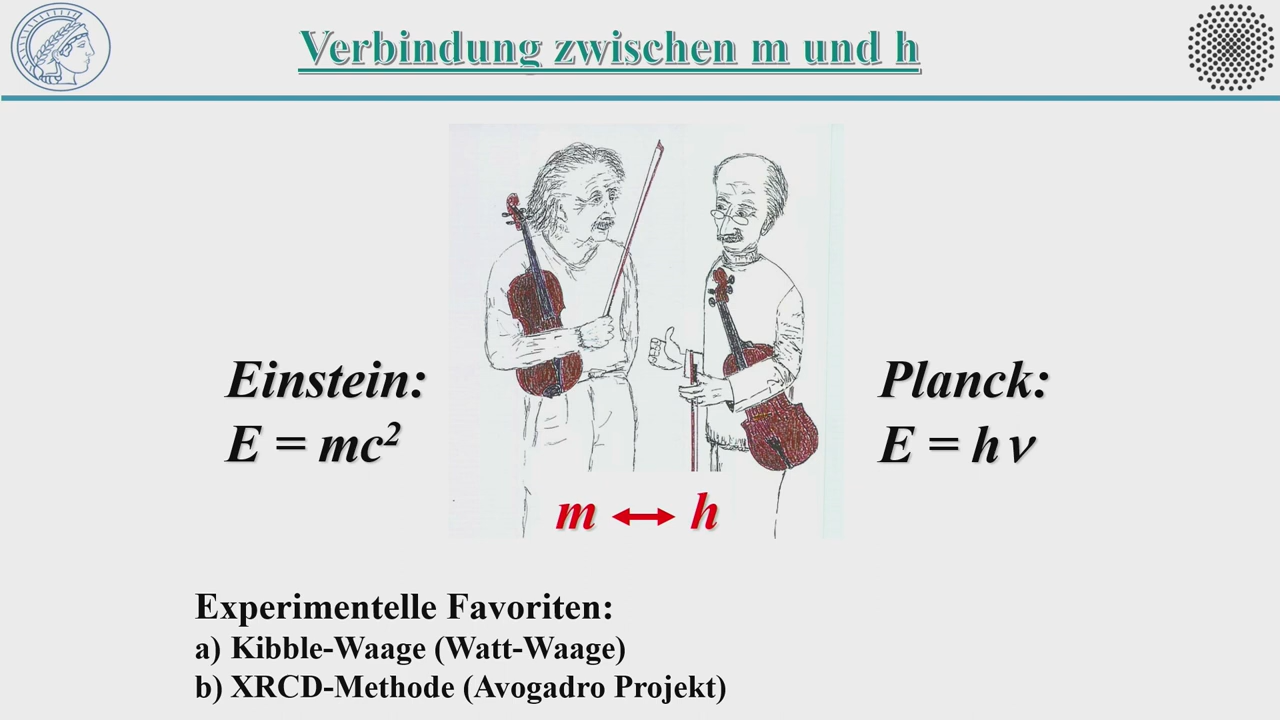 Verbindung zwischen m und h
Einstein:
E = mc²
Planck:
E = hν
m ↔ h
Experimentelle Favoriten:
a) Kibble-Waage (Watt-Waage)
b) XRCD-Methode (Avogadro Projekt)